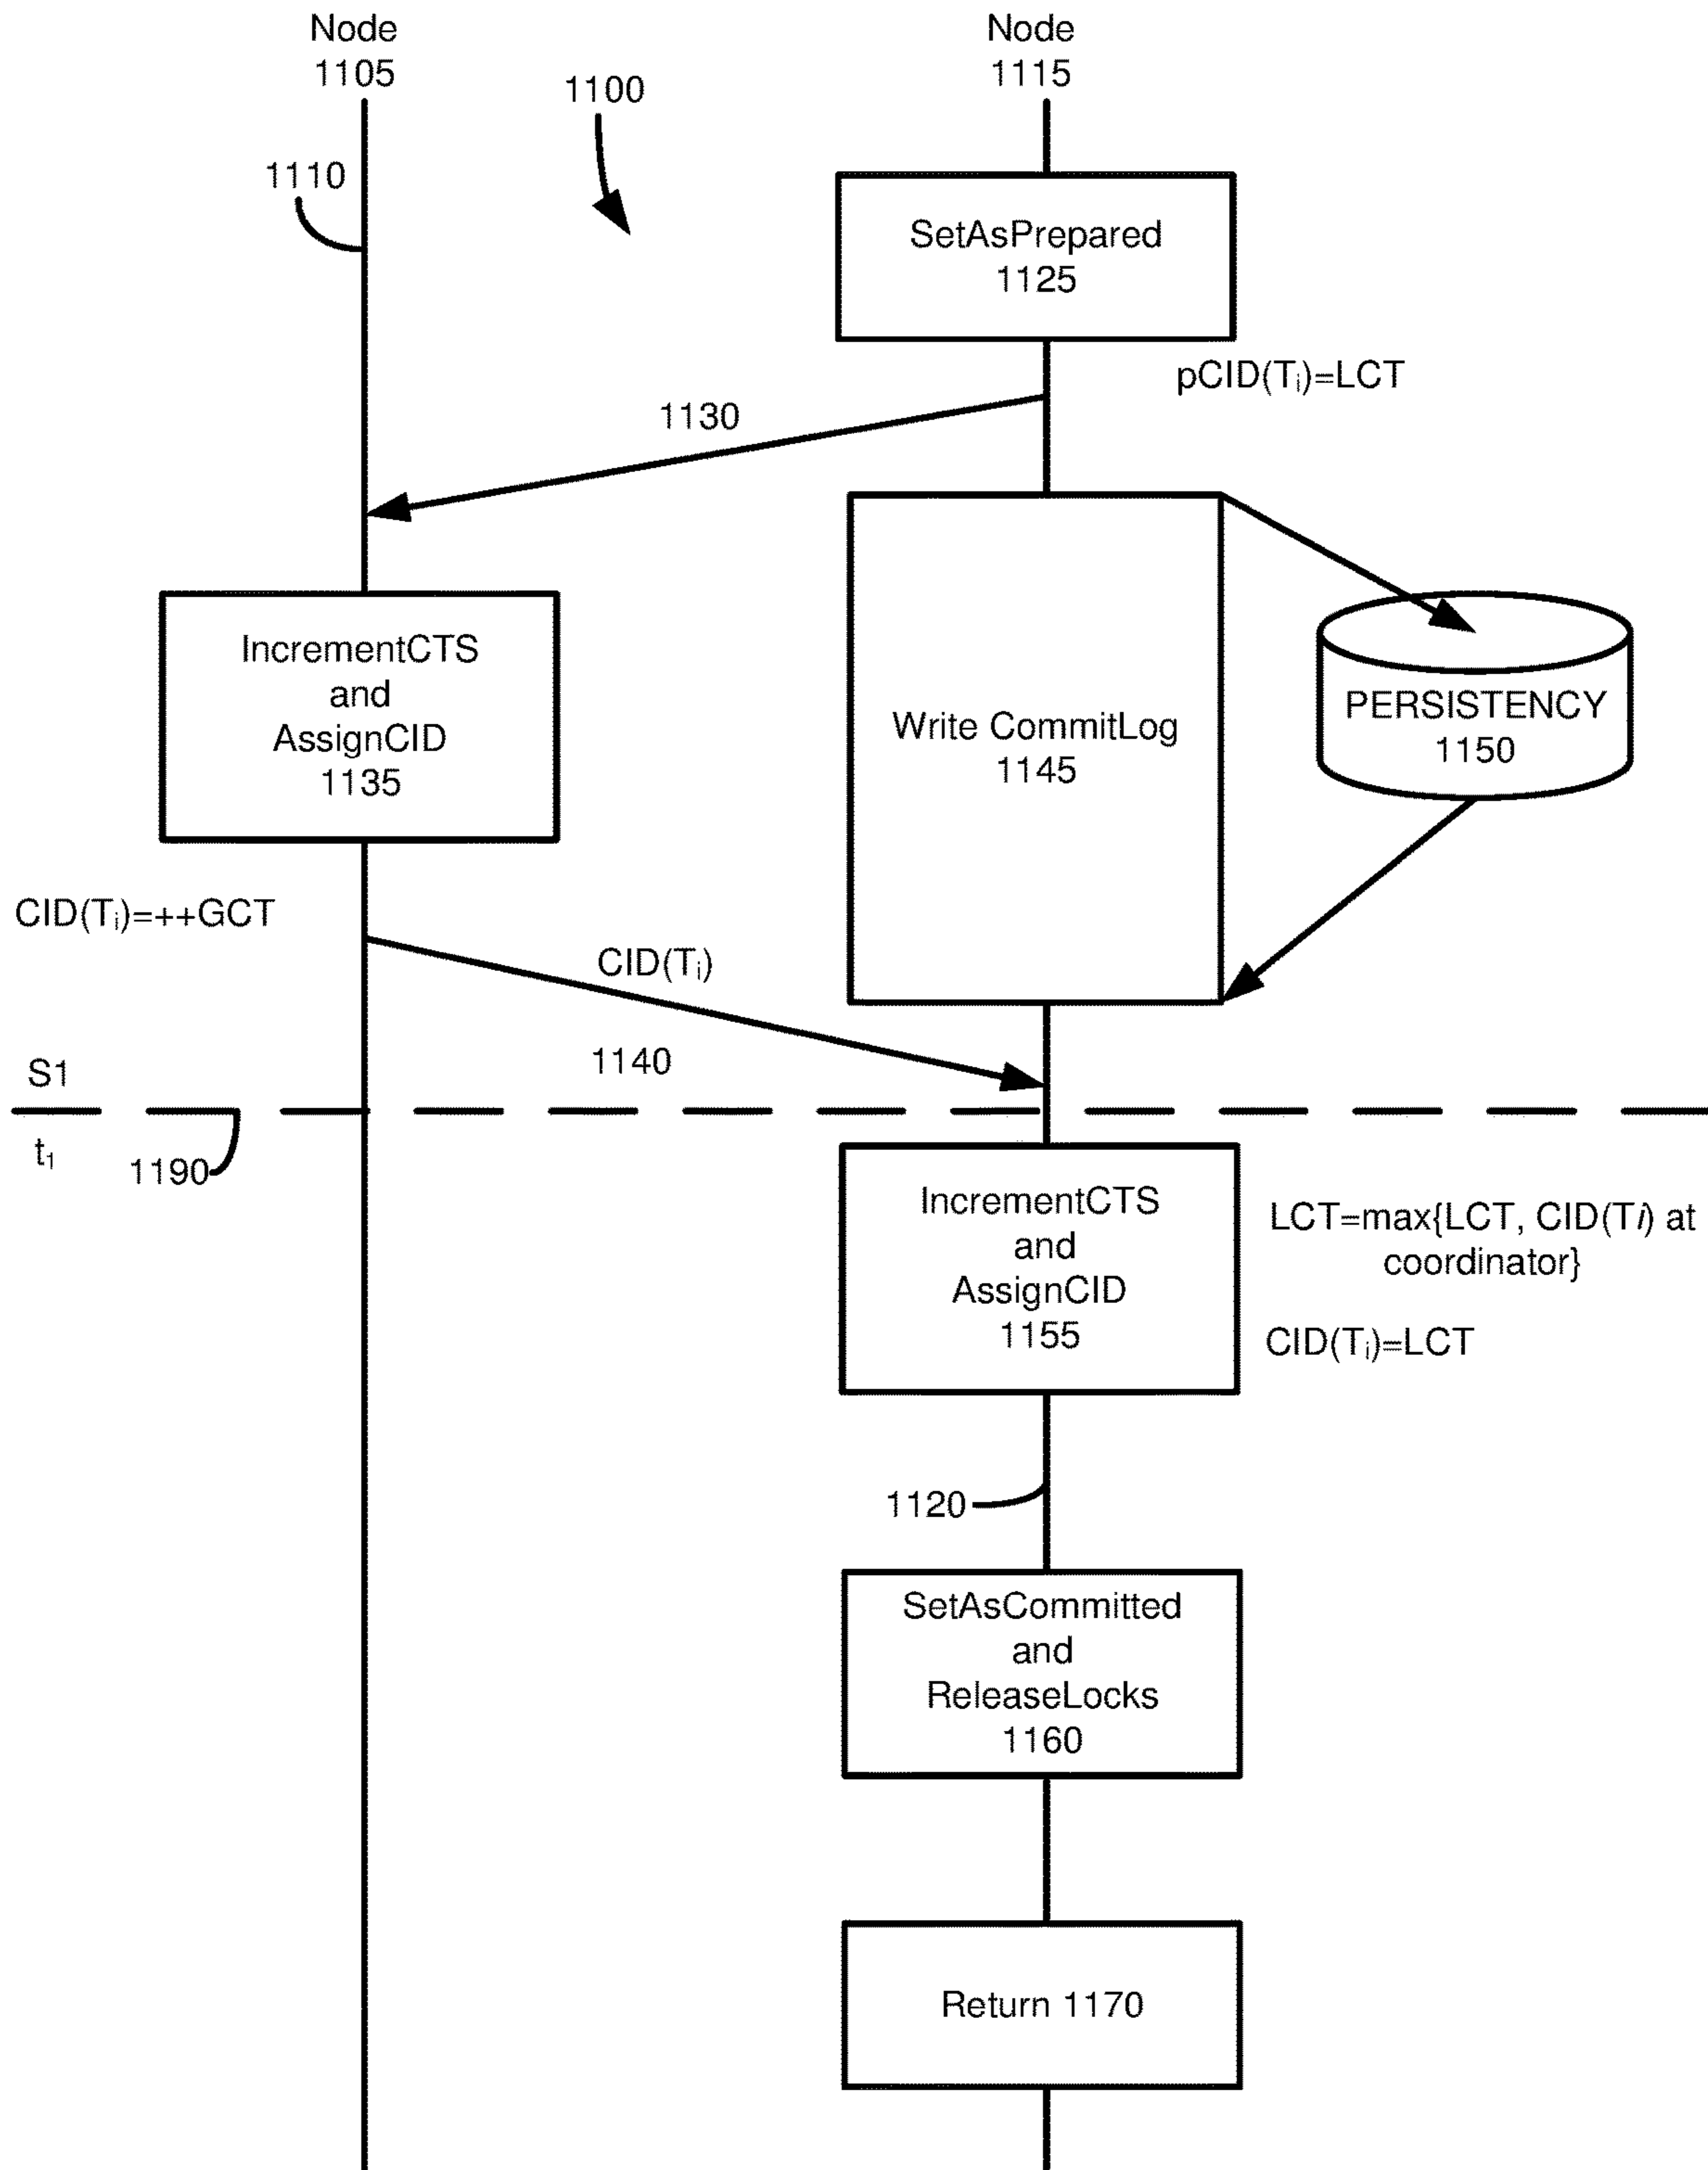 Node
1105
Node
1115
1100
1110
SetAsPrepared
1125
pCID(Tᵢ)=LCT
1130
IncrementCTS
and
AssignCID
1135
Write CommitLog
1145
PERSISTENCY
1150
CID(Tᵢ)=++GCT
CID(Tᵢ)
1140
S1
t₁
1190
IncrementCTS
and
AssignCID
1155
LCT=max{LCT, CID(Ti) at
coordinator}
CID(Tᵢ)=LCT
1120
SetAsCommitted
and
ReleaseLocks
1160
Return 1170